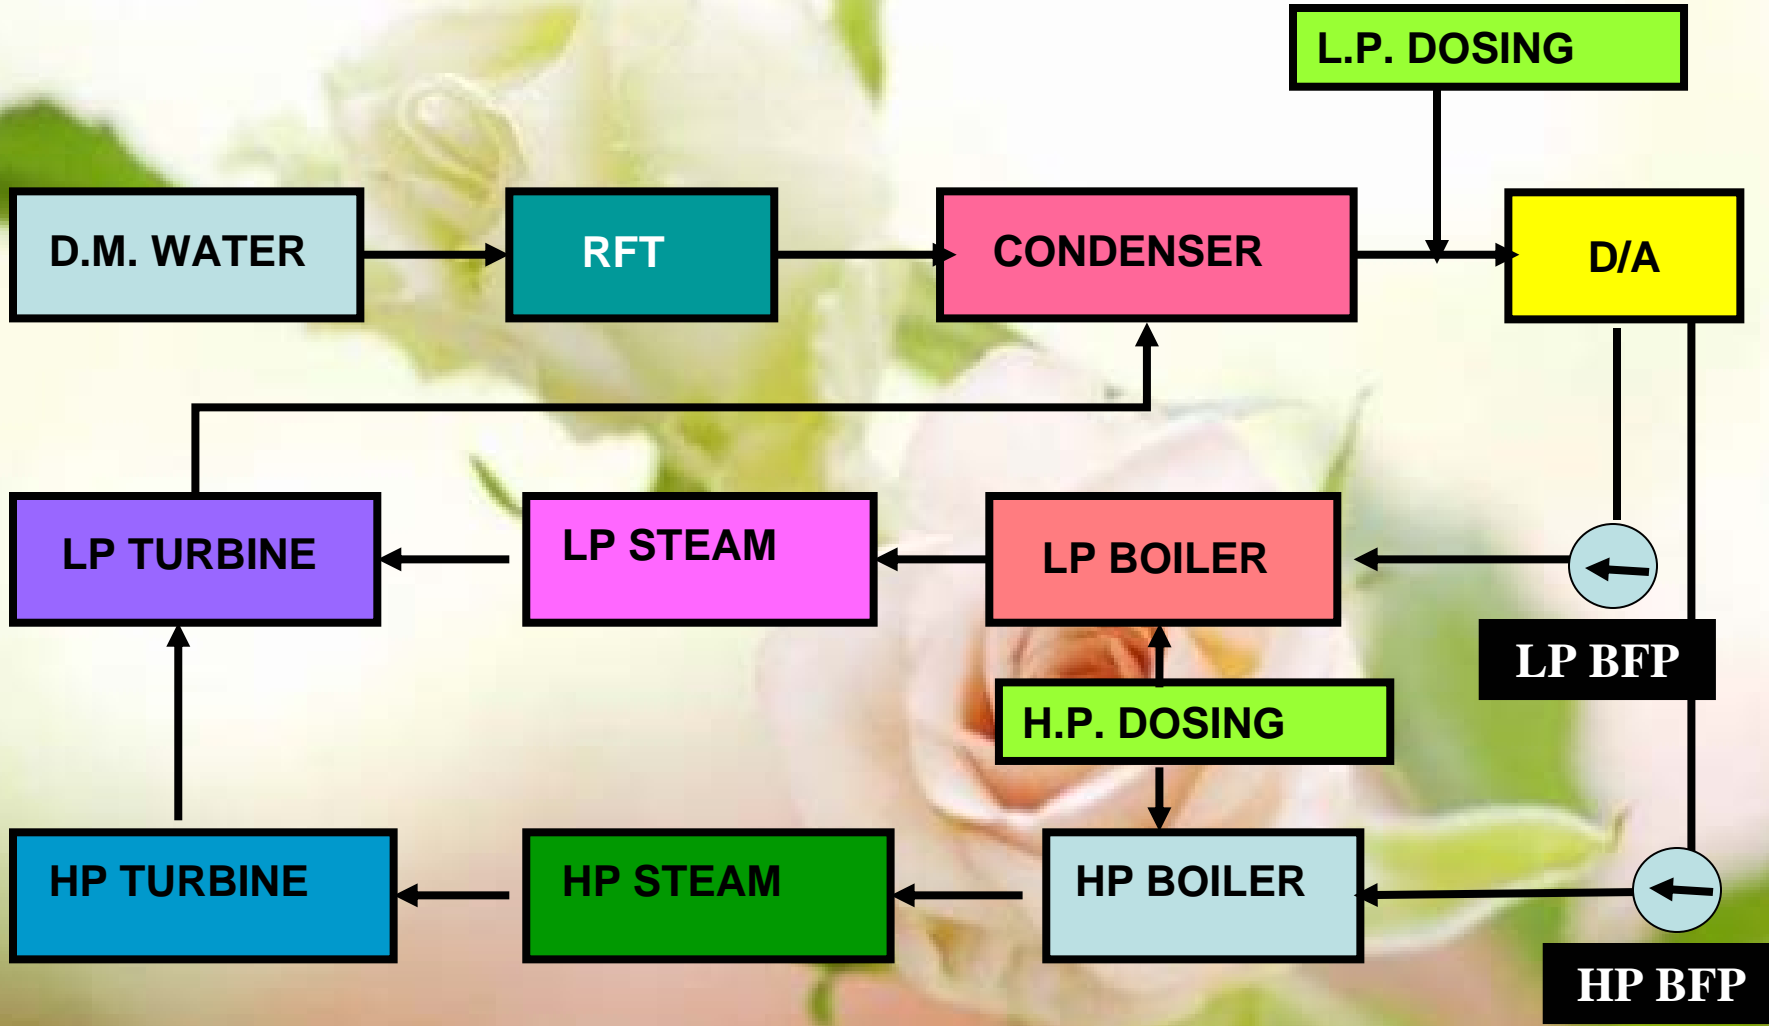 L.P. DOSING
D.M. WATER
RFT
CONDENSER
D/A
LP TURBINE
LP STEAM
LP BOILER
LP BFP
H.P. DOSING
HP TURBINE
HP STEAM
HP BOILER
HP BFP